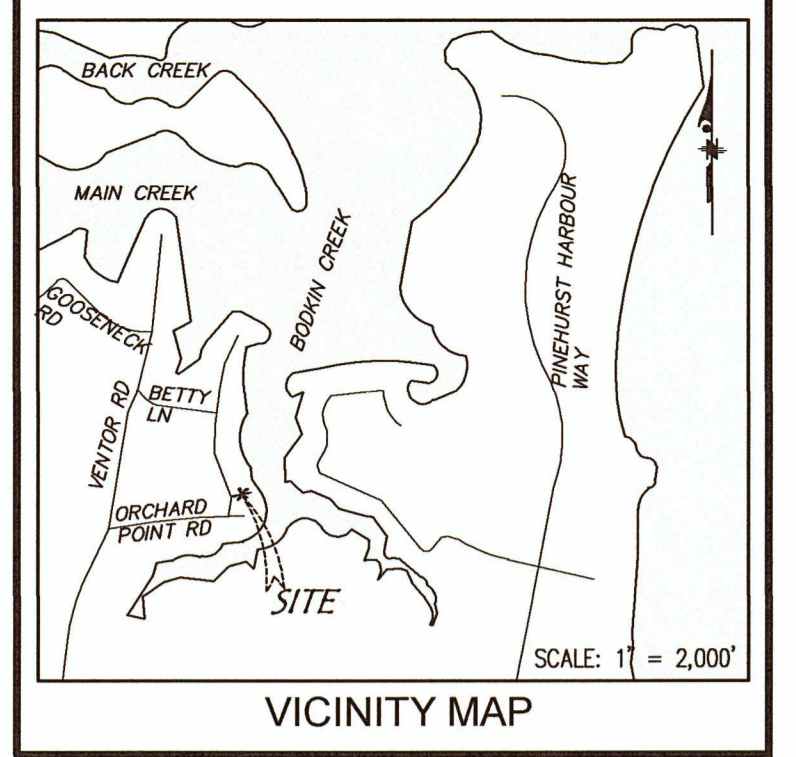 BACK CREEK
MAIN CREEK
BODKIN CREEK
PINEHURST HARBOUR
WAY
GOOSENECK
RD
BETTY
LN
VENTOR RD
ORCHARD
POINT RD
SITE
SCALE: 1" = 2,000'
VICINITY MAP